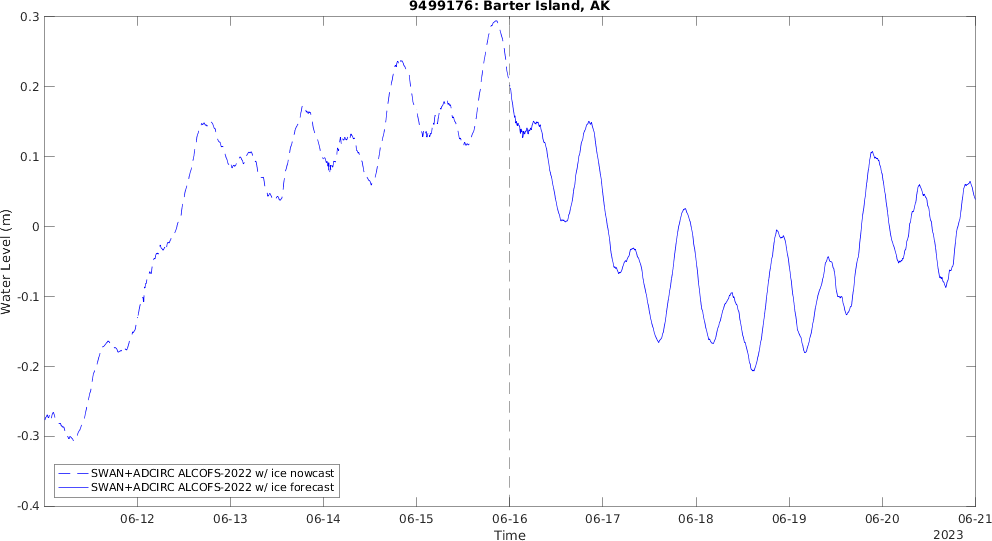 9499176: Barter Island, AK
0.3
0.2
0.1
0
-0.1
-0.2
-0.3
-0.4
Water Level (m)
SWAN+ADCIRC ALCOFS-2022 w/ ice nowcast
SWAN+ADCIRC ALCOFS-2022 w/ ice forecast
06-12 06-13 06-14 06-15 06-16 06-17 06-18 06-19 06-20 06-21
Time
2023